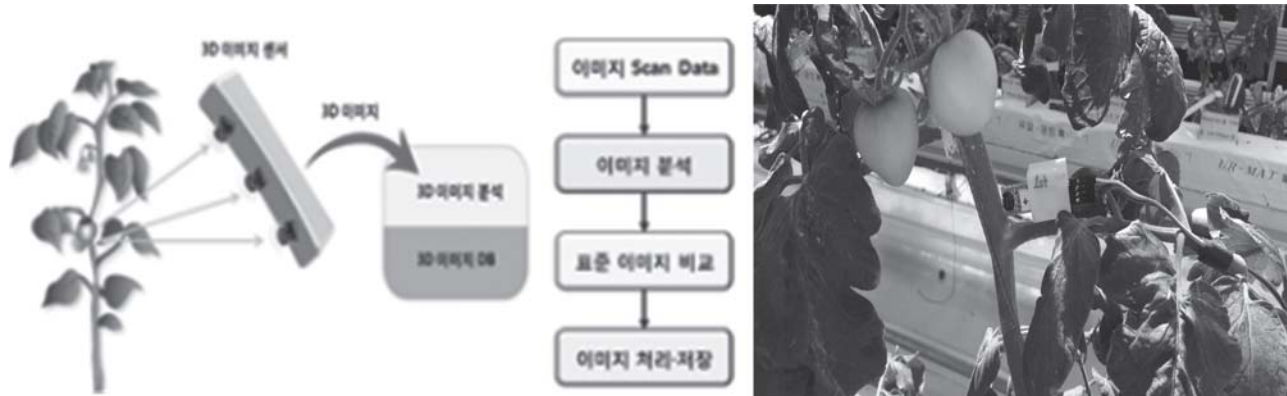 3D 이미지 센서
3D 이미지
3D 이미지 분석
3D 이미지 DB
이미지 Scan Data
이미지 분석
표준 이미지 비교
이미지 처리·저장
LR-MAT